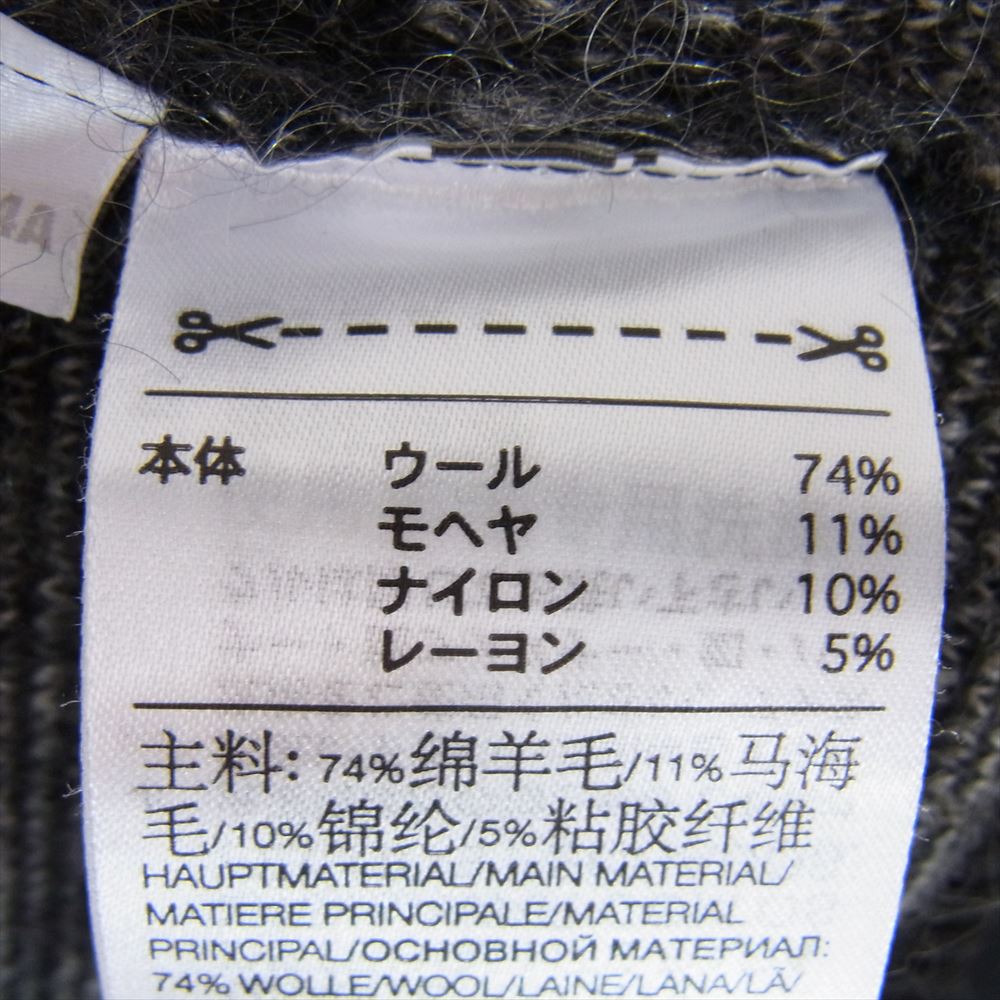 本体 ウール 74%
モヘヤ 11%
ナイロン 10%
レーヨン 5%
主料: 74%绵羊毛/11%马海
毛/10%锦纶/5%粘胶纤维
HAUPTMATERIAL/MAIN MATERIAL/
MATIERE PRINCIPALE/MATERIAL
PRINCIPAL/ОСНОВНОЙ МАТЕРИАЛ:
74% WOLLE/WOOL/LAINE/LANA/LÃ/